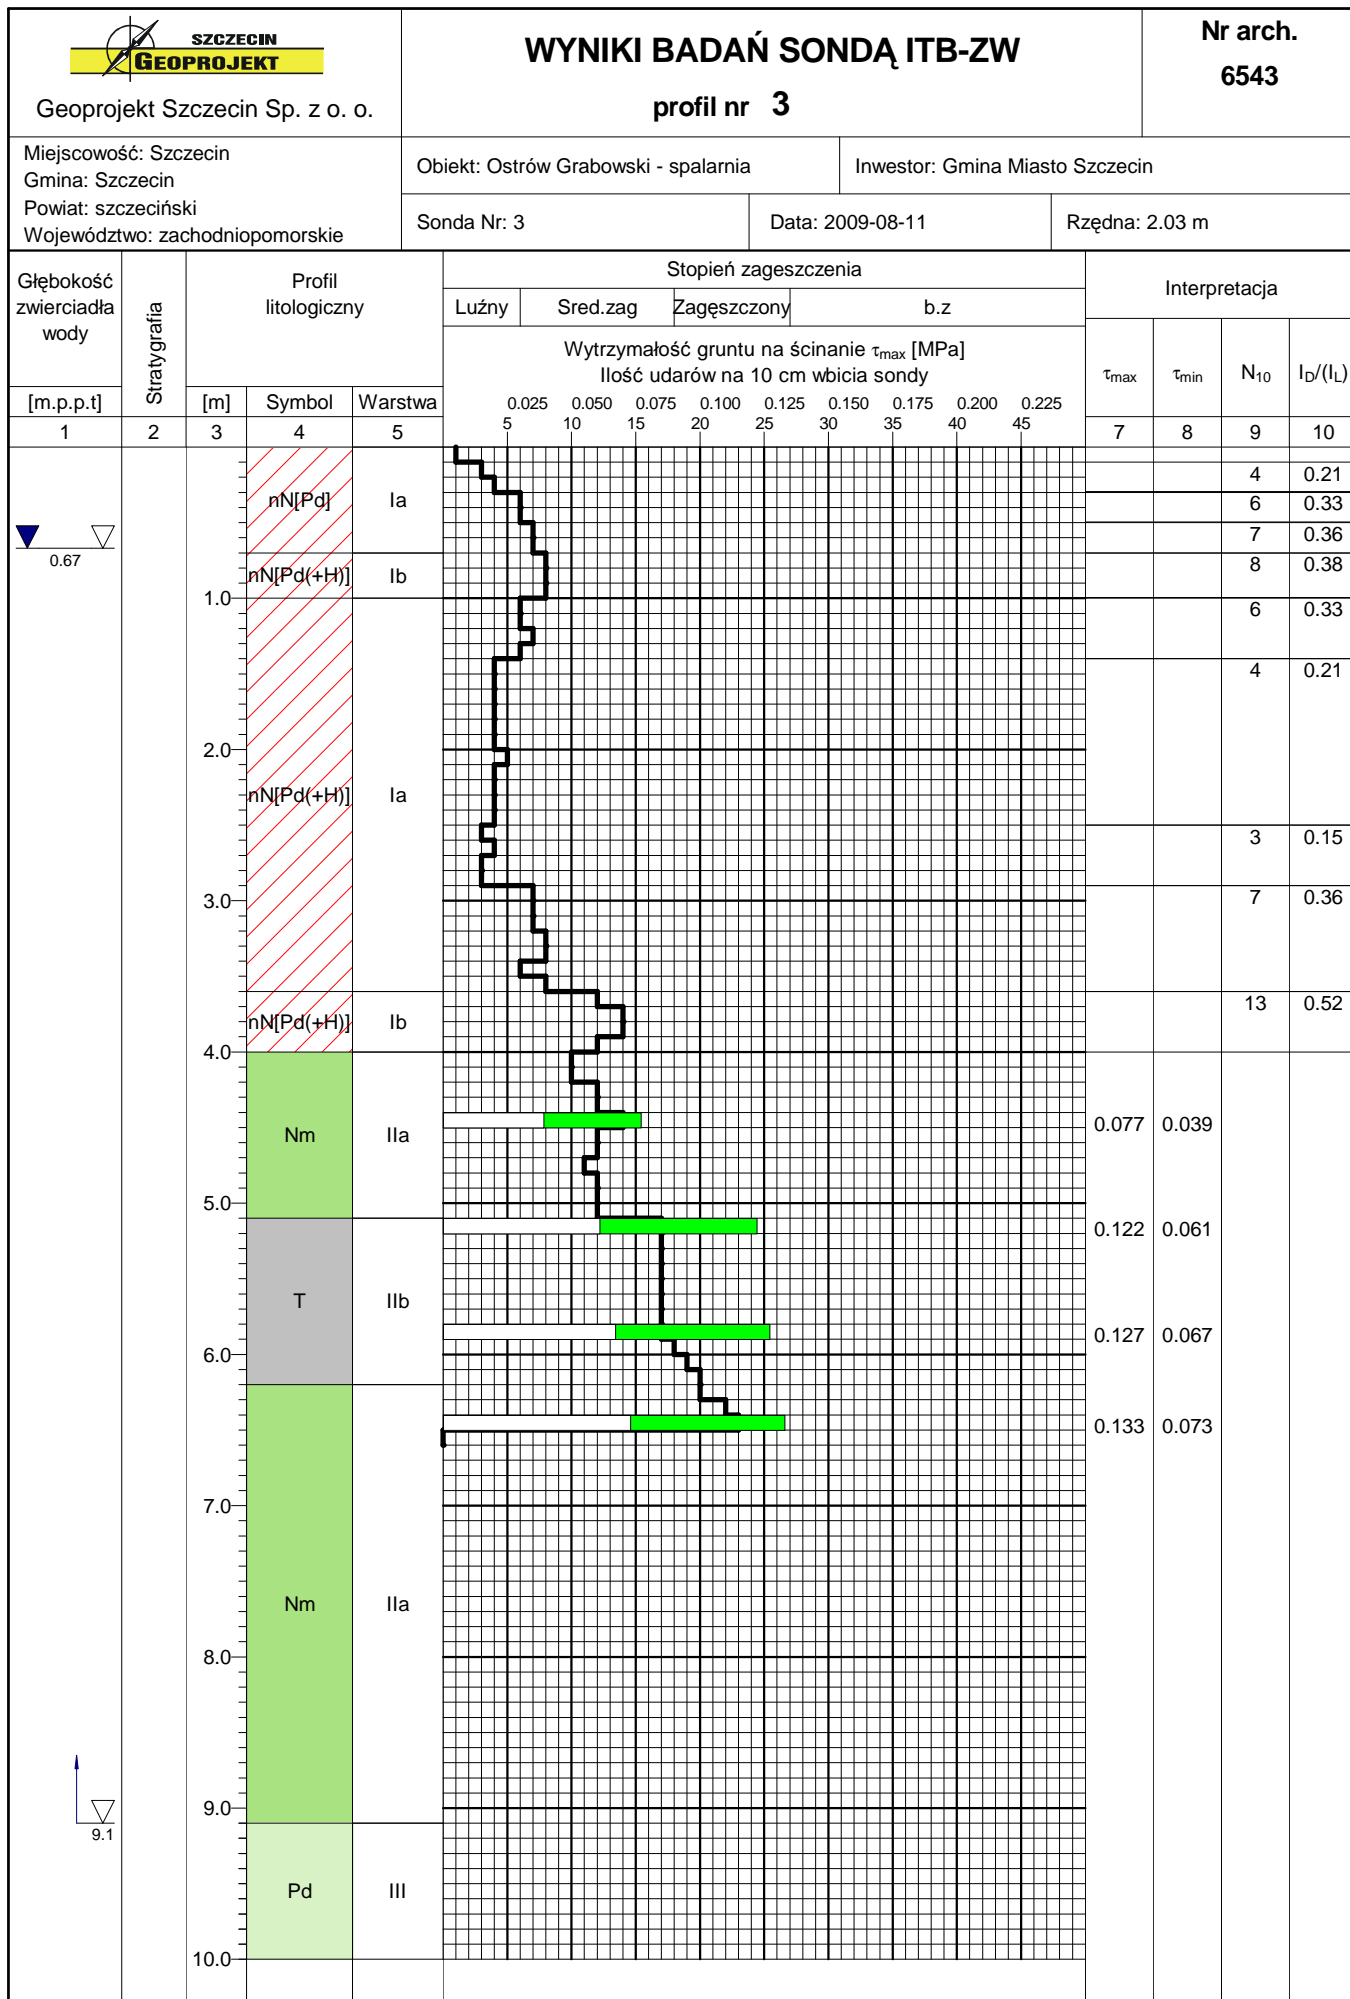 SZCZECIN
GEOPROJEKT
Geoprojekt Szczecin Sp. z o. o.
WYNIKI BADAŃ SONDĄ ITB-ZW
profil nr 3
Nr arch.
6543
Miejscowość: Szczecin
Gmina: Szczecin
Powiat: szczeciński
Województwo: zachodniopomorskie
Obiekt: Ostrów Grabowski - spalarnia
Inwestor: Gmina Miasto Szczecin
Sonda Nr: 3
Data: 2009-08-11
Rzędna: 2.03 m
Głębokość
zwierciadła
wody
[m.p.p.t]
Stratygrafia
Profil
litologiczny
[m] Symbol Warstwa
Stopień zageszczenia
Luźny Sred.zag Zagęszczony b.z
Wytrzymałość gruntu na ścinanie τmax [MPa]
Ilość udarów na 10 cm wbicia sondy
0.025 0.050 0.075 0.100 0.125 0.150 0.175 0.200 0.225
5 10 15 20 25 30 35 40 45
Interpretacja
τmax τmin N10 ID/(IL)
1 2 3 4 5 7 8 9 10
4 0.21
nN[Pd] Ia
6 0.33
7 0.36
0.67
8 0.38
nN[Pd(+H)] Ib
1.0
6 0.33
4 0.21
2.0
nN[Pd(+H)] Ia
3 0.15
3.0
7 0.36
13 0.52
nN[Pd(+H)] Ib
4.0
0.077 0.039
Nm IIa
5.0
0.122 0.061
T IIb
0.127 0.067
6.0
0.133 0.073
7.0
Nm IIa
8.0
9.0
9.1
Pd III
10.0